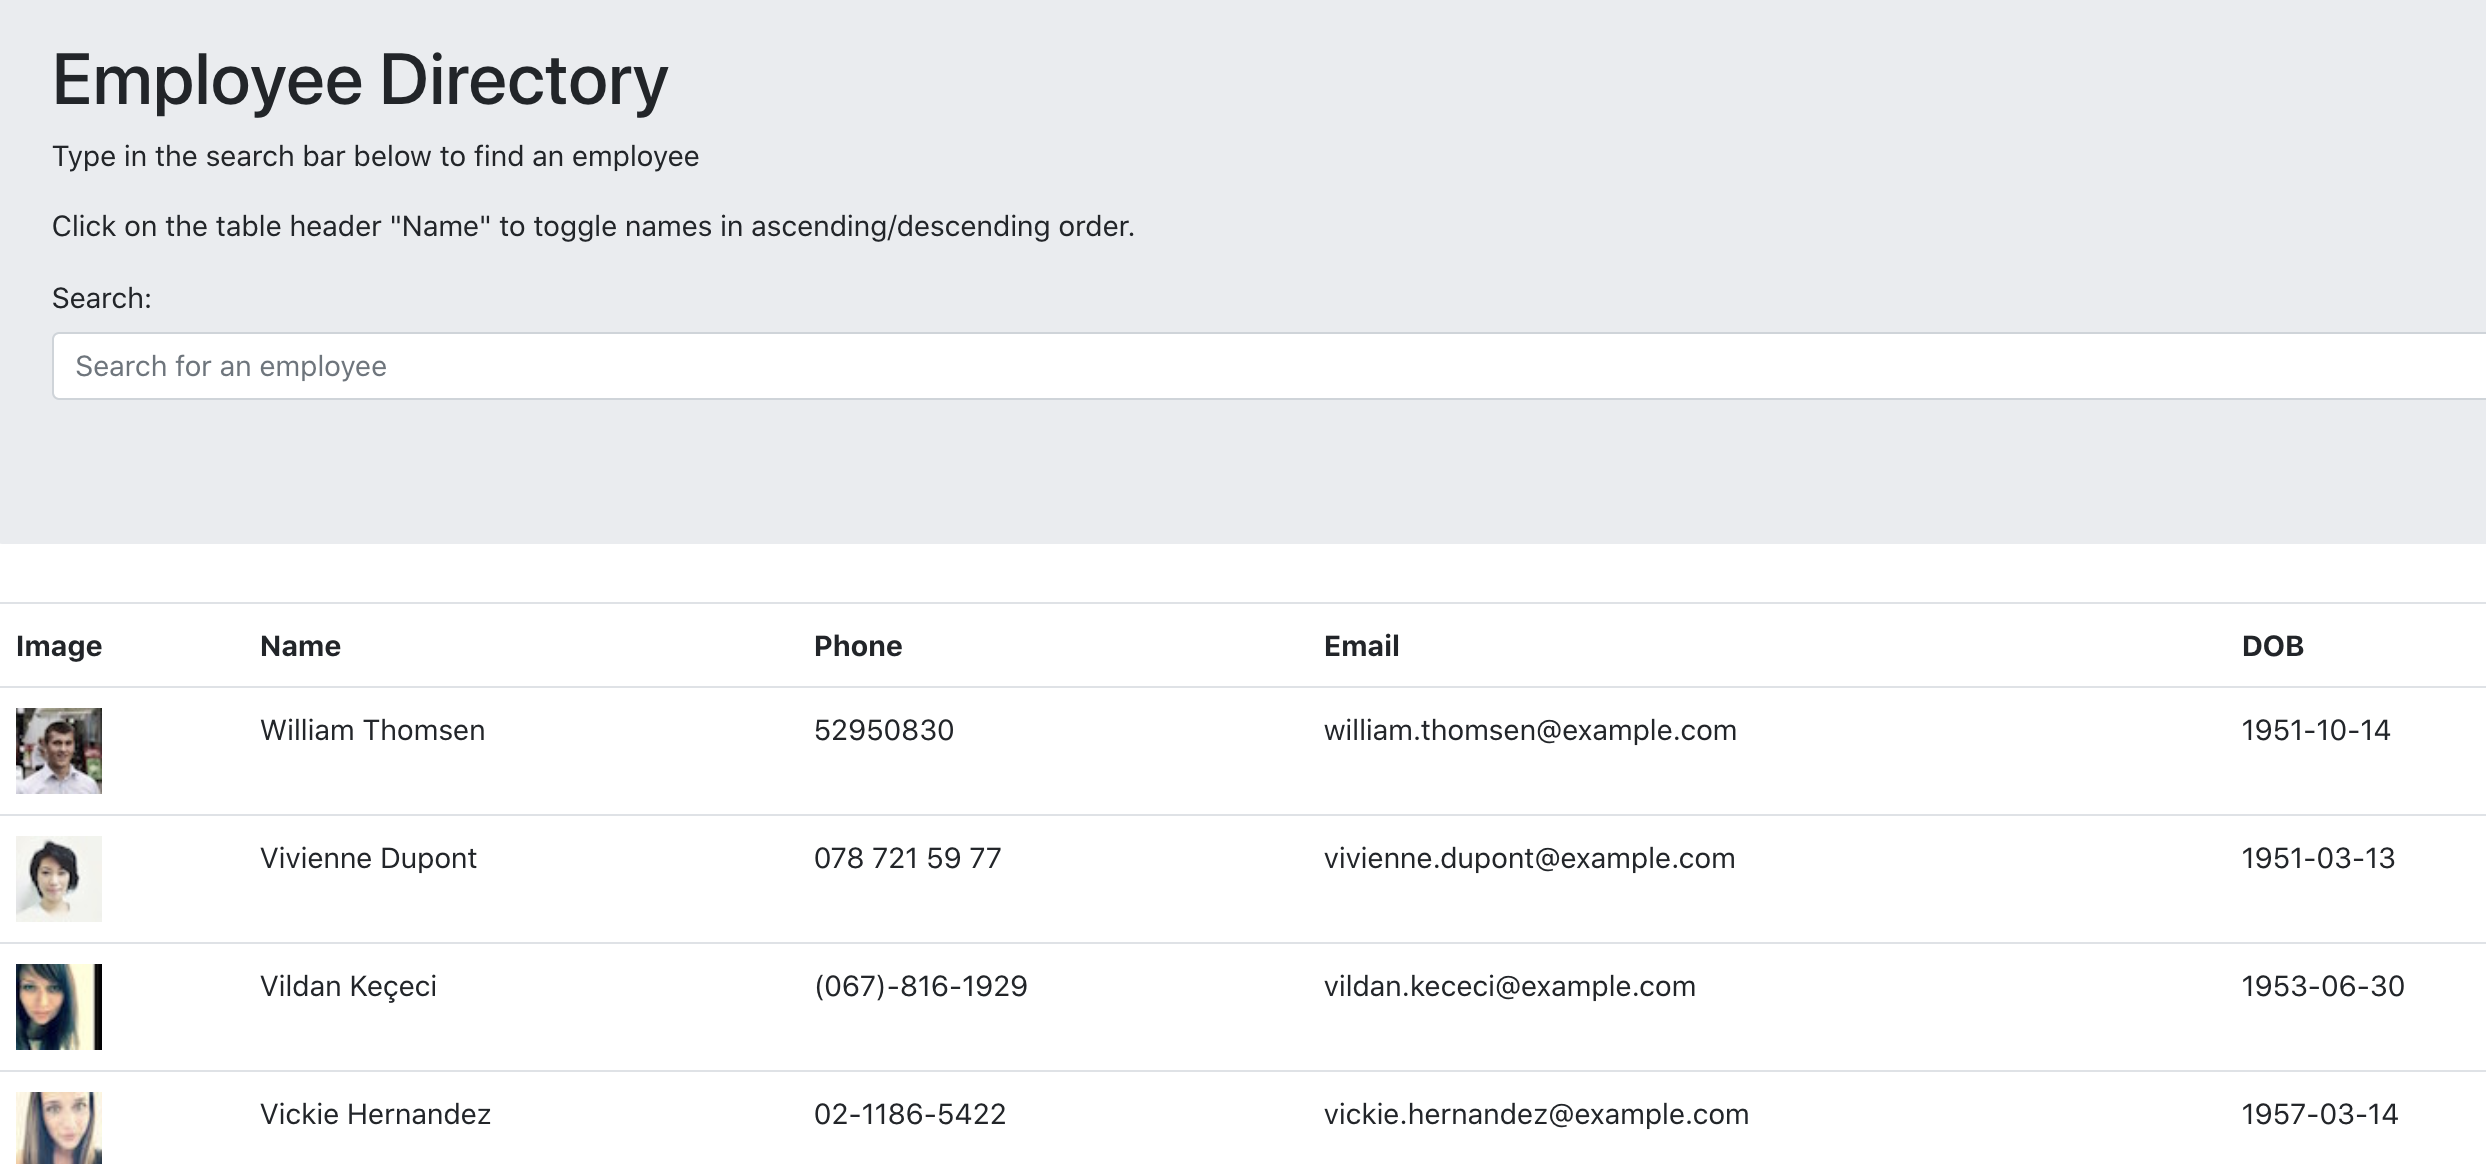 Employee Directory
Type in the search bar below to find an employee
Click on the table header "Name" to toggle names in ascending/descending order.
Search:
Search for an employee
Image Name Phone Email DOB
William Thomsen 52950830 william.thomsen@example.com 1951-10-14
Vivienne Dupont 078 721 59 77 vivienne.dupont@example.com 1951-03-13
Vildan Keçeci (067)-816-1929 vildan.kececi@example.com 1953-06-30
Vickie Hernandez 02-1186-5422 vickie.hernandez@example.com 1957-03-14